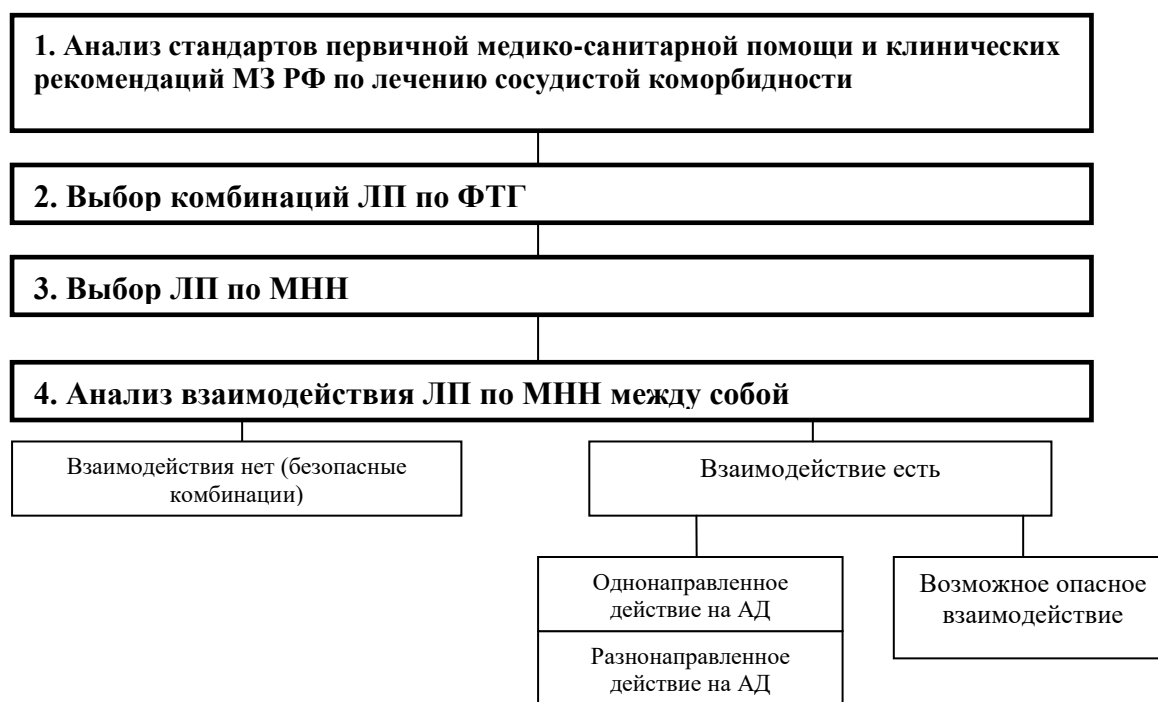 1. Анализ стандартов первичной медико-санитарной помощи и клинических
рекомендаций МЗ РФ по лечению сосудистой коморбидности
2. Выбор комбинаций ЛП по ФТГ
3. Выбор ЛП по МНН
4. Анализ взаимодействия ЛП по МНН между собой
Взаимодействия нет (безопасные
комбинации)
Взаимодействие есть
Однонаправленное
действие на АД
Разнонаправленное
действие на АД
Возможное опасное
взаимодействие